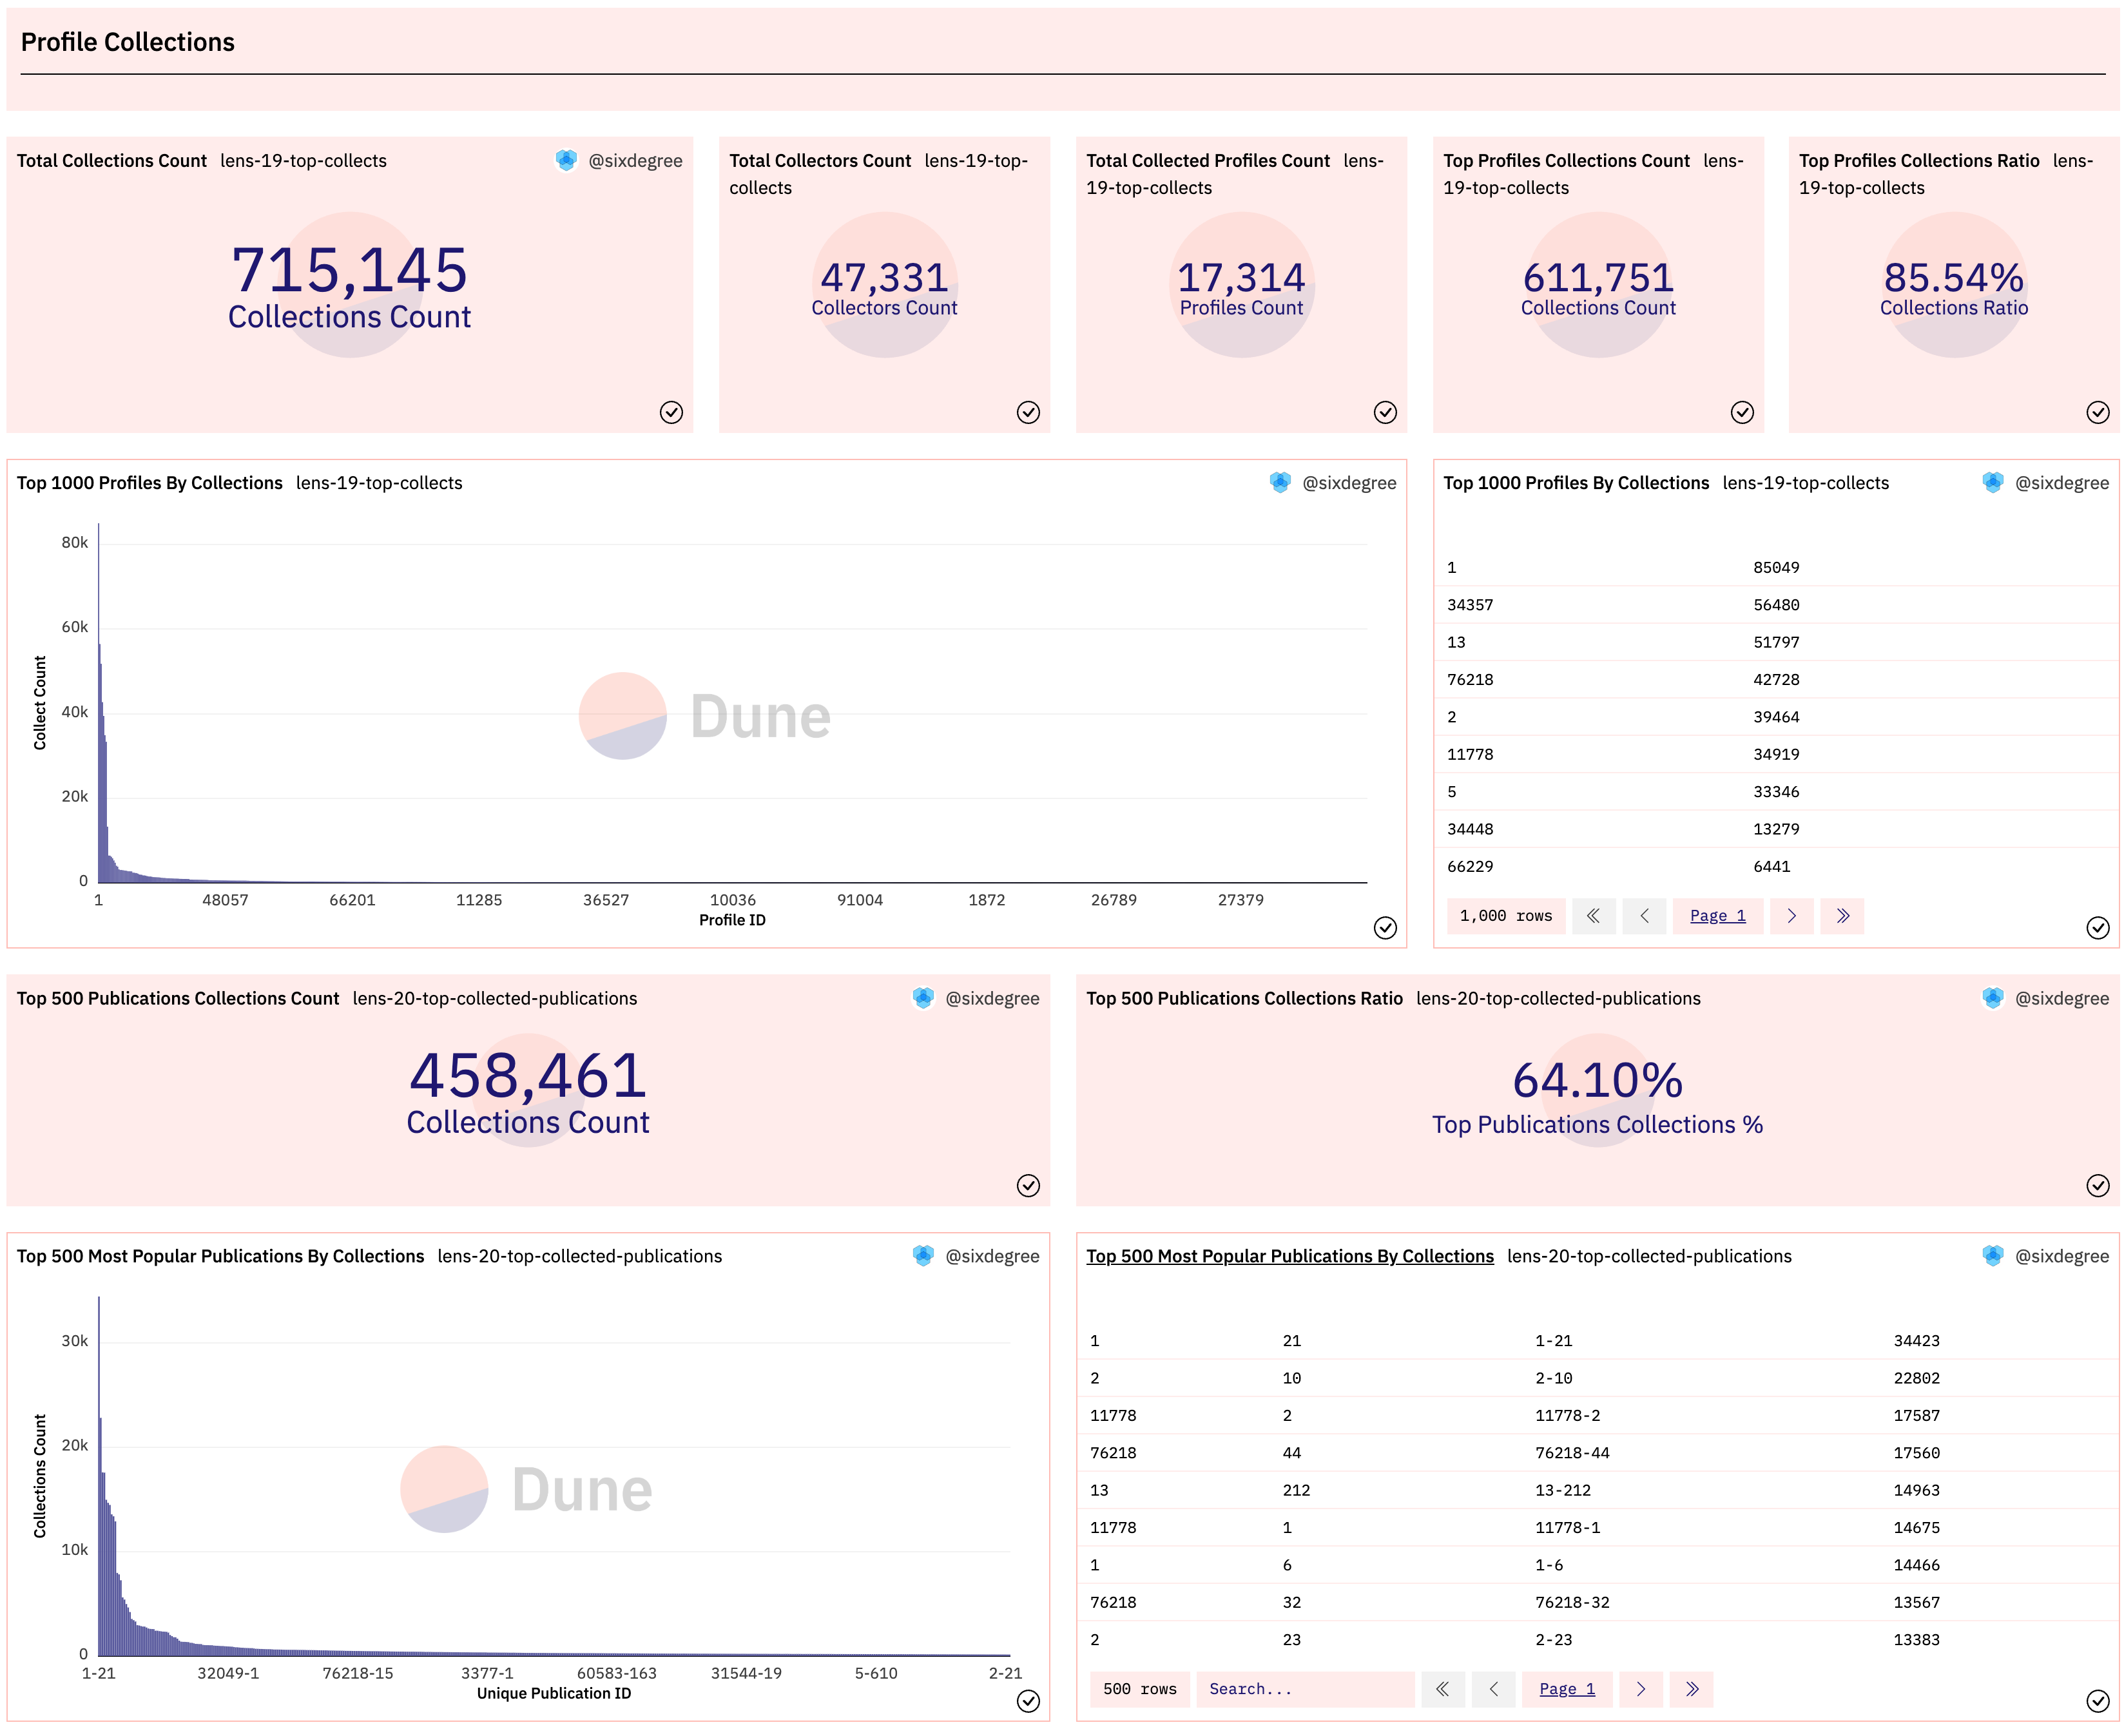 Profile Collections
Total Collections Count lens-19-top-collects @sixdegree
715,145
Collections Count
Total Collectors Count lens-19-top-
collects
47,331
Collectors Count
Total Collected Profiles Count lens-
19-top-collects
17,314
Profiles Count
Top Profiles Collections Count lens-
19-top-collects
611,751
Collections Count
Top Profiles Collections Ratio lens-
19-top-collects
85.54%
Collections Ratio
Top 1000 Profiles By Collections lens-19-top-collects @sixdegree
Collect Count
80k
60k
40k
20k
0
Dune
1 48057 66201 11285 36527 10036 91004 1872 26789 27379
Profile ID
Top 1000 Profiles By Collections lens-19-top-collects @sixdegree
1 85049
34357 56480
13 51797
76218 42728
2 39464
11778 34919
5 33346
34448 13279
66229 6441
1,000 rows Page 1
Top 500 Publications Collections Count lens-20-top-collected-publications @sixdegree
458,461
Collections Count
Top 500 Publications Collections Ratio lens-20-top-collected-publications @sixdegree
64.10%
Top Publications Collections %
Top 500 Most Popular Publications By Collections lens-20-top-collected-publications @sixdegree
Collections Count
30k
20k
10k
0
Dune
1-21 32049-1 76218-15 3377-1 60583-163 31544-19 5-610 2-21
Unique Publication ID
Top 500 Most Popular Publications By Collections lens-20-top-collected-publications @sixdegree
1 21 1-21 34423
2 10 2-10 22802
11778 2 11778-2 17587
76218 44 76218-44 17560
13 212 13-212 14963
11778 1 11778-1 14675
1 6 1-6 14466
76218 32 76218-32 13567
2 23 2-23 13383
500 rows Search... Page 1